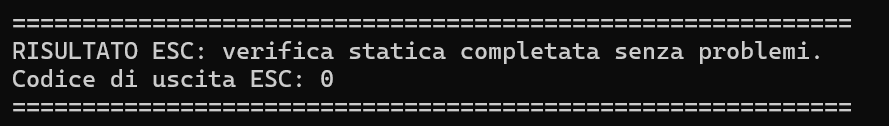 ============================================================
RISULTATO ESC: verifica statica completata senza problemi.
Codice di uscita ESC: 0
============================================================